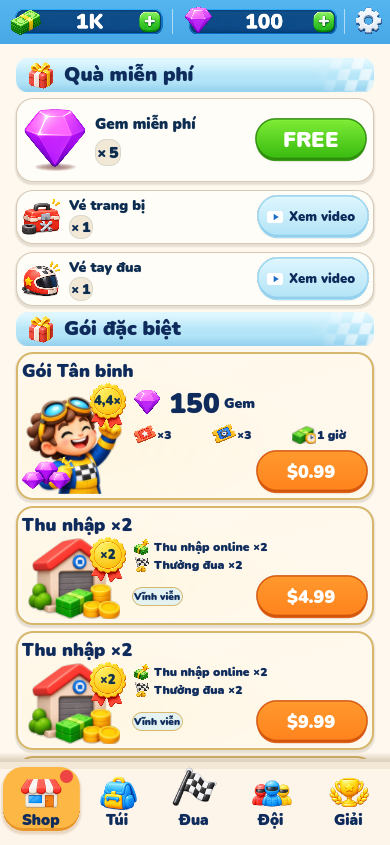 1K
100
Quà miễn phí
Gem miễn phí
× 5
FREE
Vé trang bị
× 1
Xem video
Vé tay đua
× 1
Xem video
Gói đặc biệt
Gói Tân binh
4,4×
150 Gem
×3
×3
1 giờ
$0.99
Thu nhập ×2
×2
Thu nhập online ×2
Thưởng đua ×2
Vĩnh viễn
$4.99
Thu nhập ×2
×2
Thu nhập online ×2
Thưởng đua ×2
Vĩnh viễn
$9.99
Shop
Túi
Đua
Đội
Giải